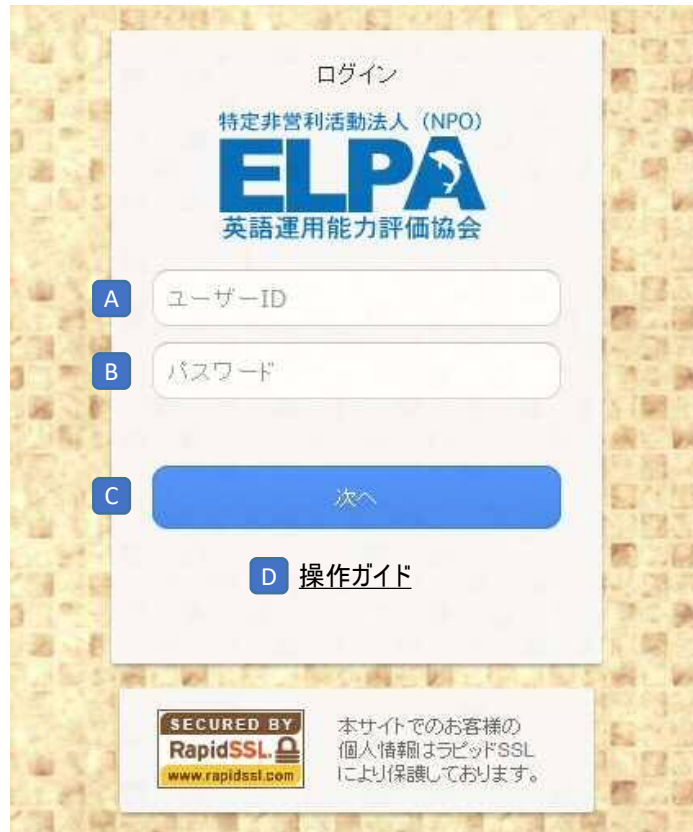 ログイン
特定非営利活動法人（NPO）
ELPA
英語運用能力評価協会
A ユーザーID
B パスワード
C 次へ
D 操作ガイド
SECURED BY
RapidSSL.
www.rapidssl.com
本サイトでのお客様の
個人情報はラピッドSSL
により保護しております。